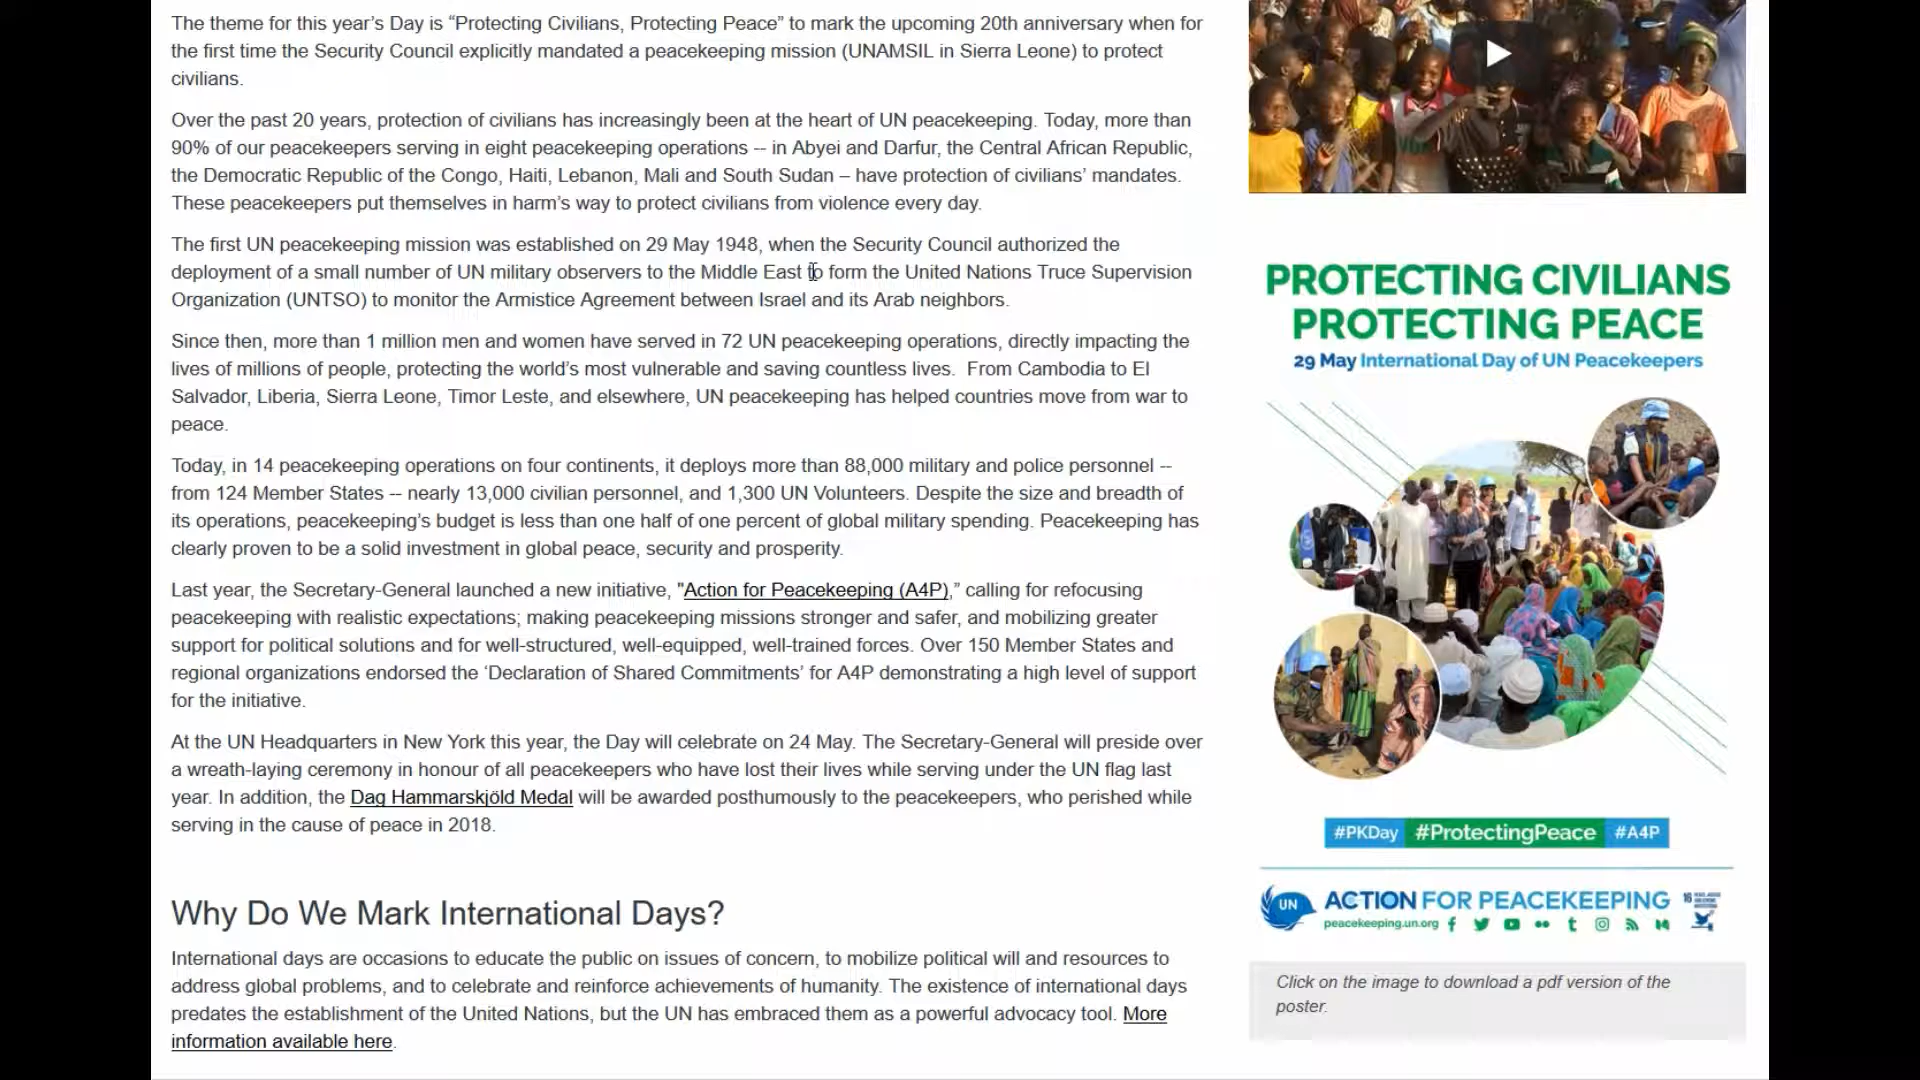 The theme for this year’s Day is “Protecting Civilians, Protecting Peace” to mark the upcoming 20th anniversary when for
the first time the Security Council explicitly mandated a peacekeeping mission (UNAMSIL in Sierra Leone) to protect
civilians.
Over the past 20 years, protection of civilians has increasingly been at the heart of UN peacekeeping. Today, more than
90% of our peacekeepers serving in eight peacekeeping operations -- in Abyei and Darfur, the Central African Republic,
the Democratic Republic of the Congo, Haiti, Lebanon, Mali and South Sudan – have protection of civilians’ mandates.
These peacekeepers put themselves in harm’s way to protect civilians from violence every day.
The first UN peacekeeping mission was established on 29 May 1948, when the Security Council authorized the
deployment of a small number of UN military observers to the Middle East to form the United Nations Truce Supervision
Organization (UNTSO) to monitor the Armistice Agreement between Israel and its Arab neighbors.
Since then, more than 1 million men and women have served in 72 UN peacekeeping operations, directly impacting the
lives of millions of people, protecting the world’s most vulnerable and saving countless lives.  From Cambodia to El
Salvador, Liberia, Sierra Leone, Timor Leste, and elsewhere, UN peacekeeping has helped countries move from war to
peace.
Today, in 14 peacekeeping operations on four continents, it deploys more than 88,000 military and police personnel --
from 124 Member States -- nearly 13,000 civilian personnel, and 1,300 UN Volunteers. Despite the size and breadth of
its operations, peacekeeping’s budget is less than one half of one percent of global military spending. Peacekeeping has
clearly proven to be a solid investment in global peace, security and prosperity.
Last year, the Secretary-General launched a new initiative, "Action for Peacekeeping (A4P),” calling for refocusing
peacekeeping with realistic expectations; making peacekeeping missions stronger and safer, and mobilizing greater
support for political solutions and for well-structured, well-equipped, well-trained forces. Over 150 Member States and
regional organizations endorsed the ‘Declaration of Shared Commitments’ for A4P demonstrating a high level of support
for the initiative.
At the UN Headquarters in New York this year, the Day will celebrate on 24 May. The Secretary-General will preside over
a wreath-laying ceremony in honour of all peacekeepers who have lost their lives while serving under the UN flag last
year. In addition, the Dag Hammarskjöld Medal will be awarded posthumously to the peacekeepers, who perished while
serving in the cause of peace in 2018.
Why Do We Mark International Days?
International days are occasions to educate the public on issues of concern, to mobilize political will and resources to
address global problems, and to celebrate and reinforce achievements of humanity. The existence of international days
predates the establishment of the United Nations, but the UN has embraced them as a powerful advocacy tool. More
information available here.
PROTECTING CIVILIANS
PROTECTING PEACE
29 May International Day of UN Peacekeepers
#PKDay #ProtectingPeace #A4P
UN ACTION FOR PEACEKEEPING
peacekeeping.un.org
Click on the image to download a pdf version of the
poster.